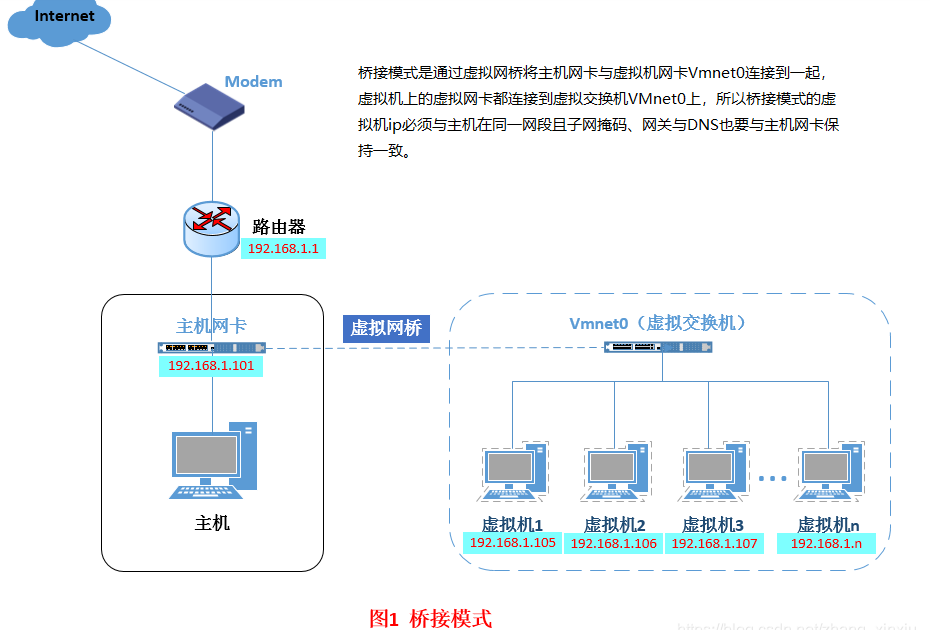 Internet
Modem
桥接模式是通过虚拟网桥将主机网卡与虚拟机网卡Vmnet0连接到一起，
虚拟机上的虚拟网卡都连接到虚拟交换机VMnet0上，所以桥接模式的虚
拟机ip必须与主机在同一网段且子网掩码、网关与DNS也要与主机网卡保
持一致。
路由器
192.168.1.1
主机网卡
192.168.1.101
主机
虚拟网桥
Vmnet0（虚拟交换机）
虚拟机1
192.168.1.105
虚拟机2
192.168.1.106
虚拟机3
192.168.1.107
虚拟机n
192.168.1.n
图1 桥接模式